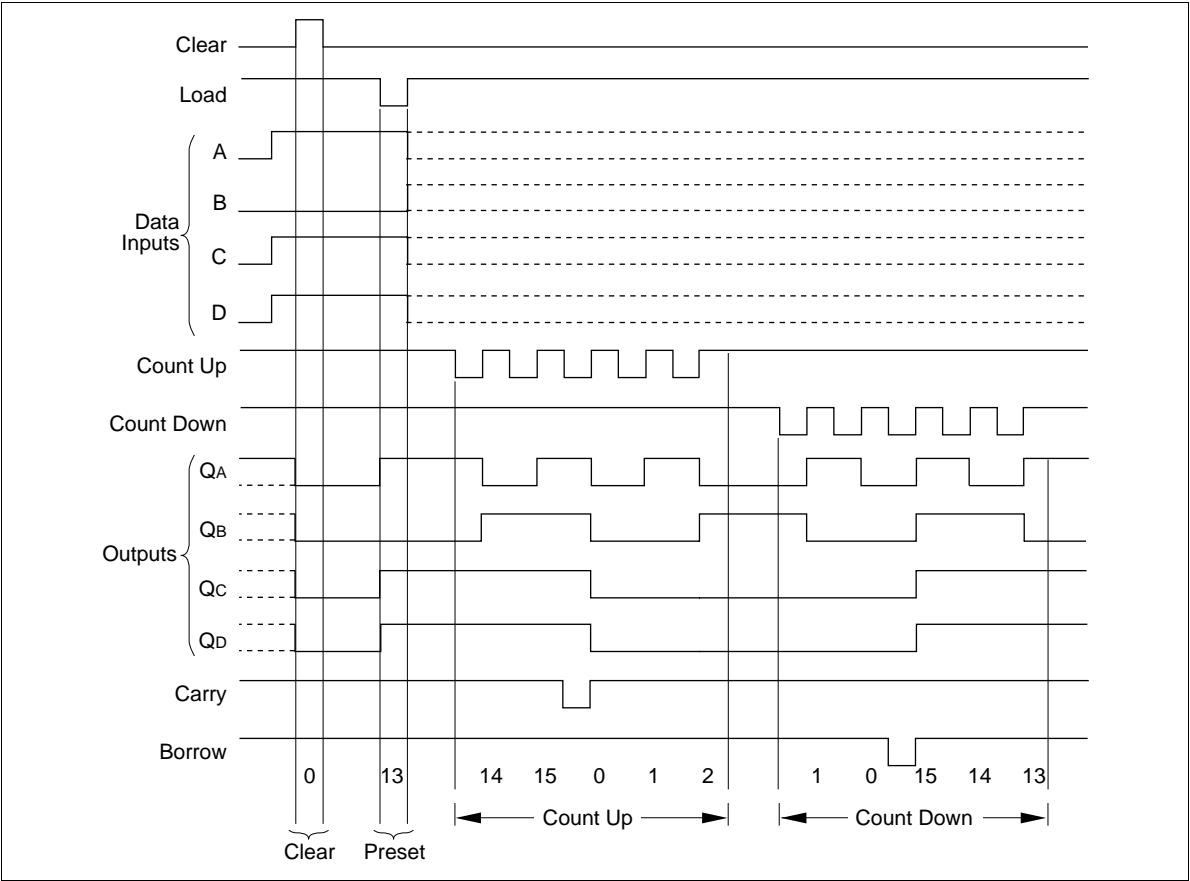 Clear
Load
A
B
Data
Inputs
C
D
Count Up
Count Down
QA
QB
Outputs
QC
QD
Carry
Borrow
0 13 14 15 0 1 2 1 0 15 14 13
Count Up Count Down
Clear Preset